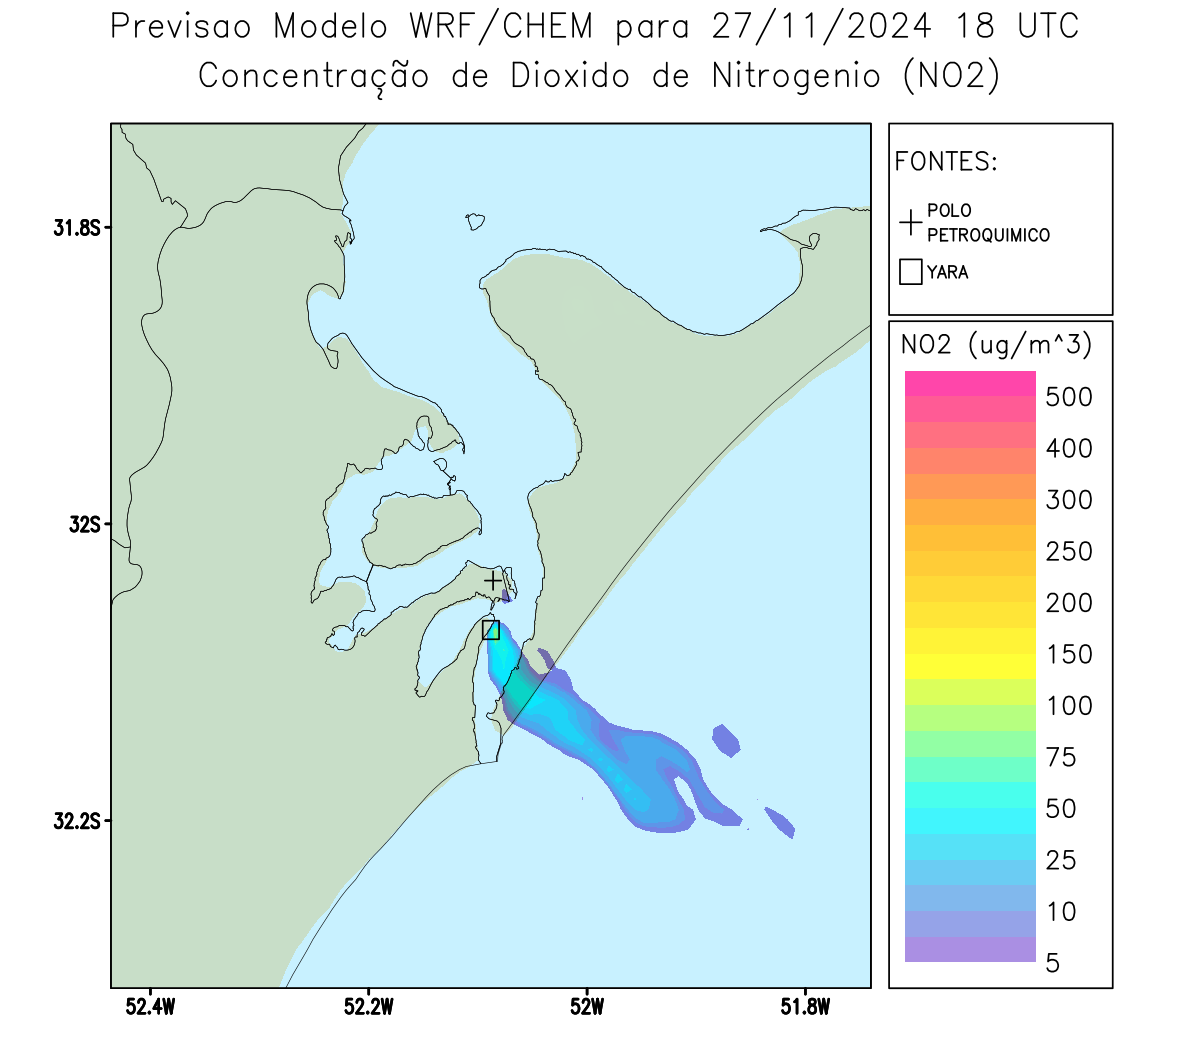 Previsao Modelo WRF/CHEM para 27/11/2024 18 UTC
Concentração de Dioxido de Nitrogenio (NO2)
FONTES:
POLO
PETROQUIMICO
YARA
31.8S
32S
32.2S
52.4W
52.2W
52W
51.8W
NO2 (ug/m^3)
500
400
300
250
200
150
100
75
50
25
10
5